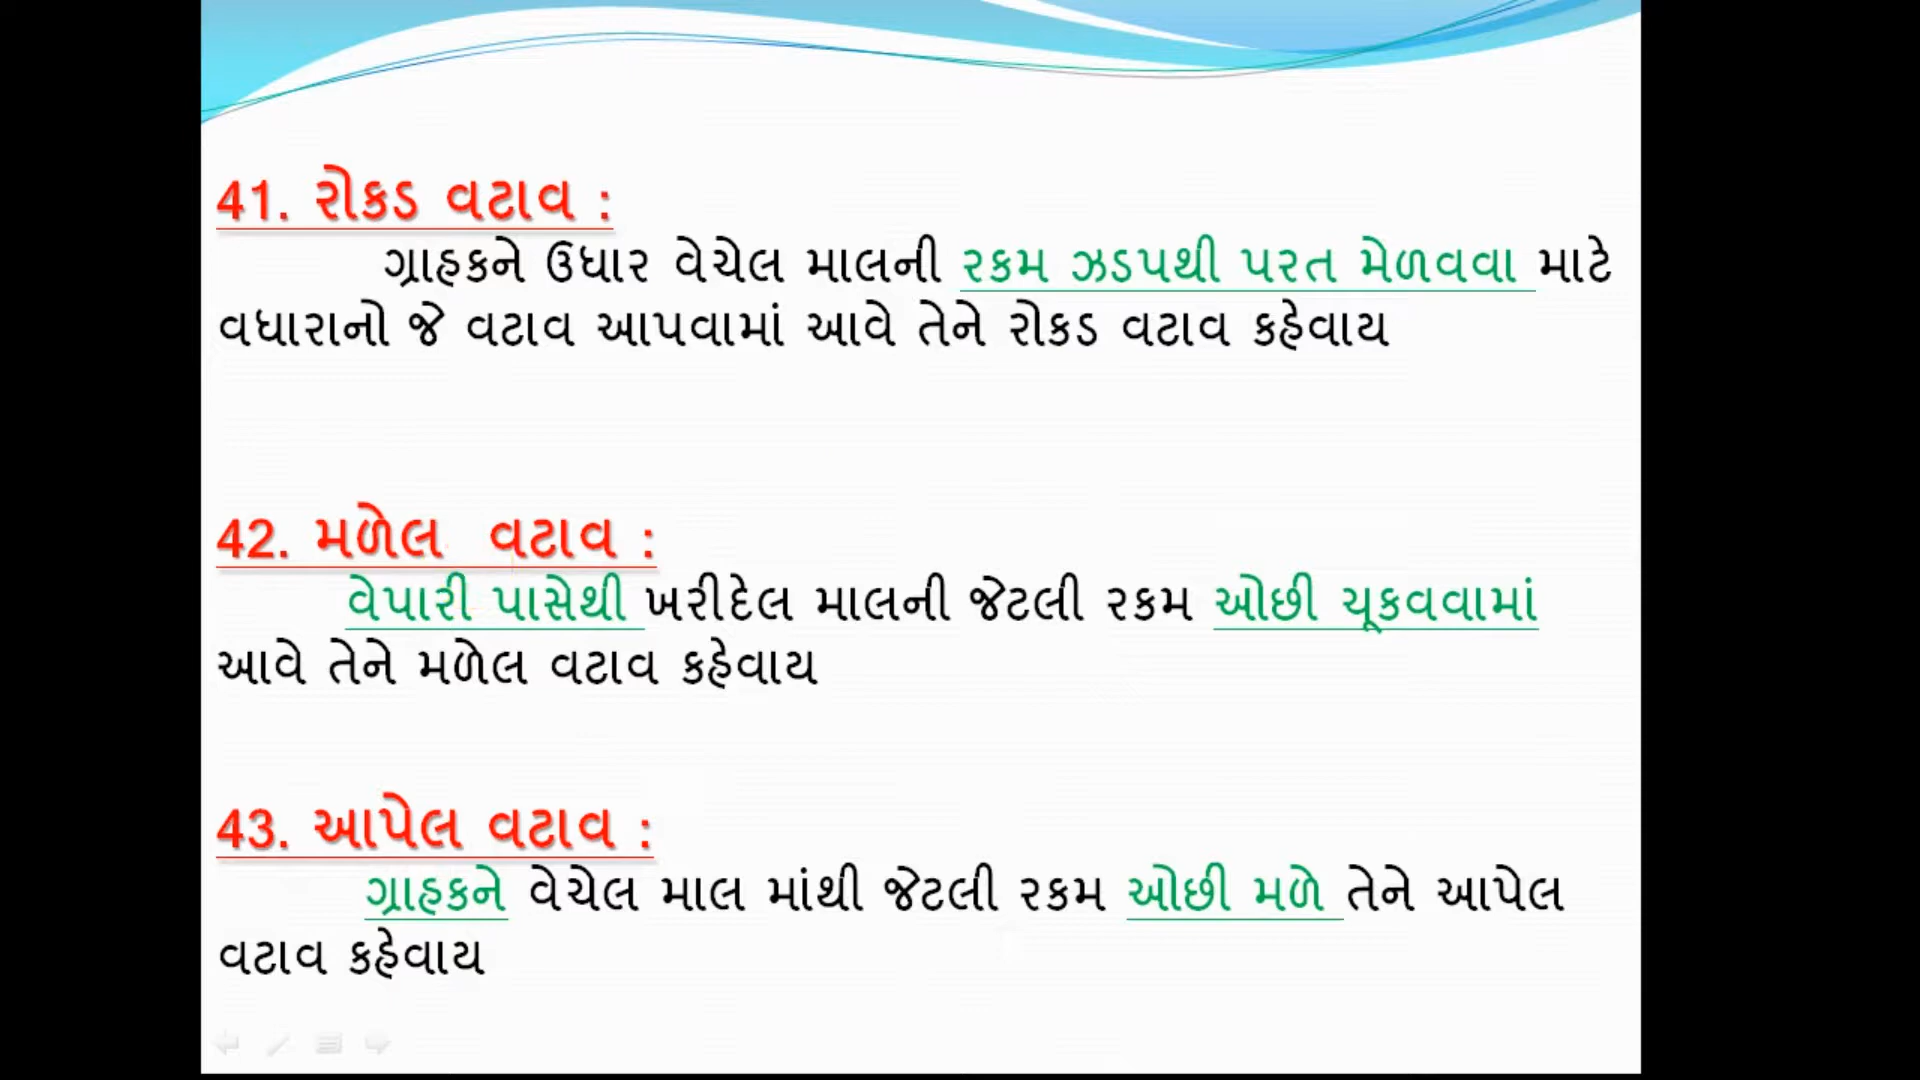 41. રોકડ વટાવ :
ગ્રાહકને ઉધાર વેચેલ માલની રકમ ઝડપથી પરત મેળવવા માટે
વધારાનો જે વટાવ આપવામાં આવે તેને રોકડ વટાવ કહેવાય
42. મળેલ વટાવ :
વેપારી પાસેથી ખરીદેલ માલની જેટલી રકમ ઓછી ચૂકવવામાં
આવે તેને મળેલ વટાવ કહેવાય
43. આપેલ વટાવ :
ગ્રાહકને વેચેલ માલ માંથી જેટલી રકમ ઓછી મળે તેને આપેલ
વટાવ કહેવાય